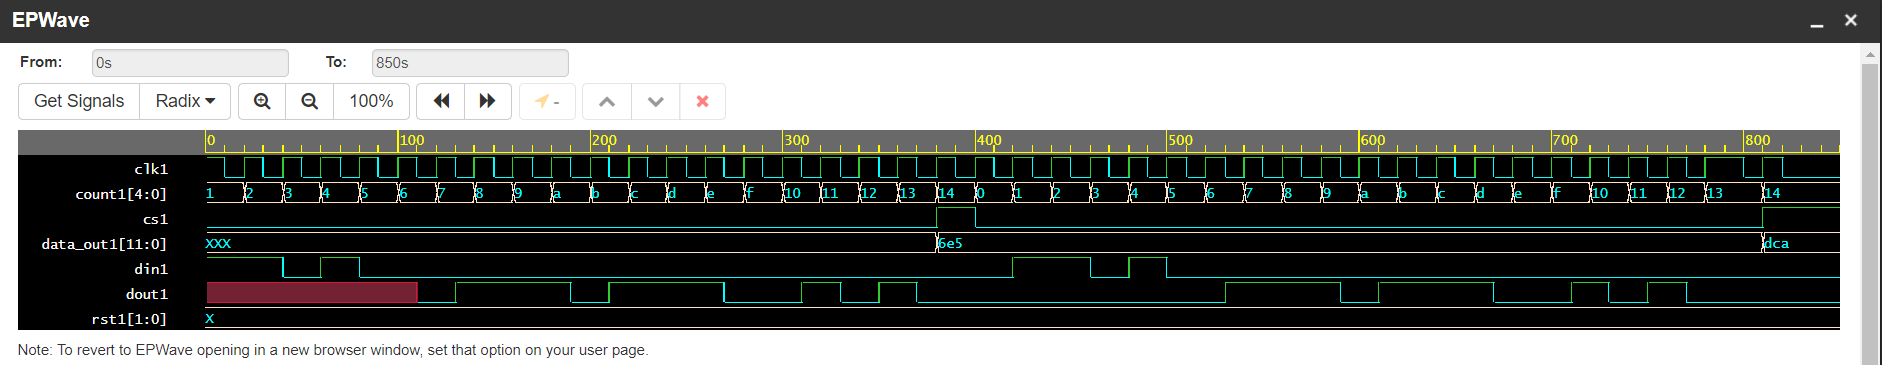 EPWave
From: 0s To: 850s
Get Signals Radix 100% -
0 100 200 300 400 500 600 700 800
clk1
count1[4:0] 1 2 3 4 5 6 7 8 9 a b c d e f 10 11 12 13 14 0 1 2 3 4 5 6 7 8 9 a b c d e f 10 11 12 13 14
cs1
data_out1[11:0] XXX 6e5 dca
din1
dout1
rst1[1:0] X
Note: To revert to EPWave opening in a new browser window, set that option on your user page.